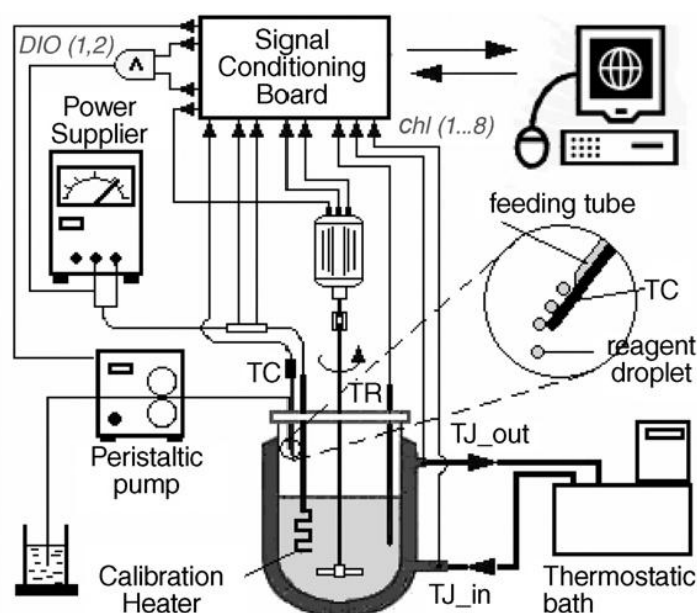 DIO (1,2)
Signal
Conditioning
Board
Power
Supplier
chl (1...8)
feeding tube
TC
reagent
droplet
TC
TR
Peristaltic
pump
TJ_out
Calibration
Heater
TJ_in
Thermostatic
bath